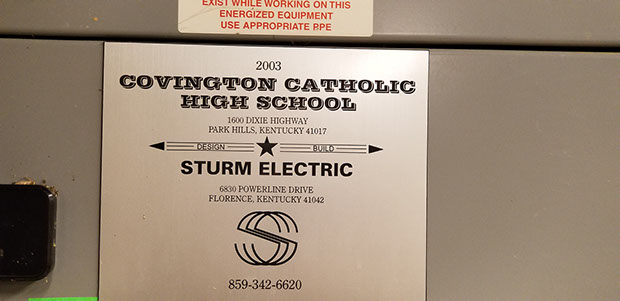 EXIST WHILE WORKING ON THIS
ENERGIZED EQUIPMENT
USE APPROPRIATE PPE
2003
COVINGTON CATHOLIC
HIGH SCHOOL
1600 DIXIE HIGHWAY
PARK HILLS, KENTUCKY 41017
DESIGN BUILD
STURM ELECTRIC
6830 POWERLINE DRIVE
FLORENCE, KENTUCKY 41042
859-342-6620